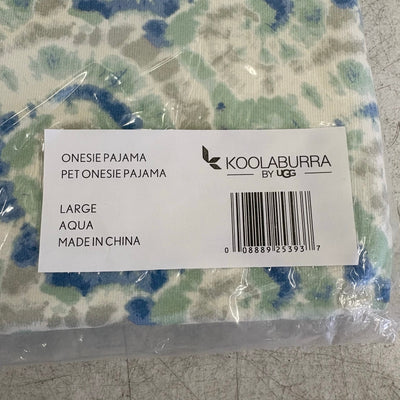 ONESIE PAJAMA
PET ONESIE PAJAMA
LARGE
AQUA
MADE IN CHINA
KOOLABURRA
BY UGG
0 08889 25393 7